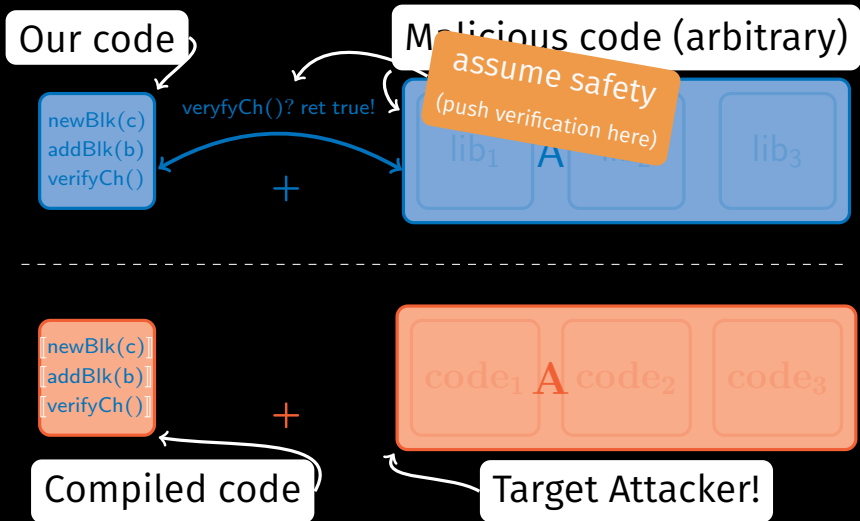 Our code
Malicious code (arbitrary)
assume safety
(push verification here)
newBlk(c)
addBlk(b)
verifyCh()
veryfyCh()? ret true!
+
lib₁
A
lib₃
⟦newBlk(c)⟧
⟦addBlk(b)⟧
⟦verifyCh()⟧
+
code₁
A
code₂
code₃
Compiled code
Target Attacker!